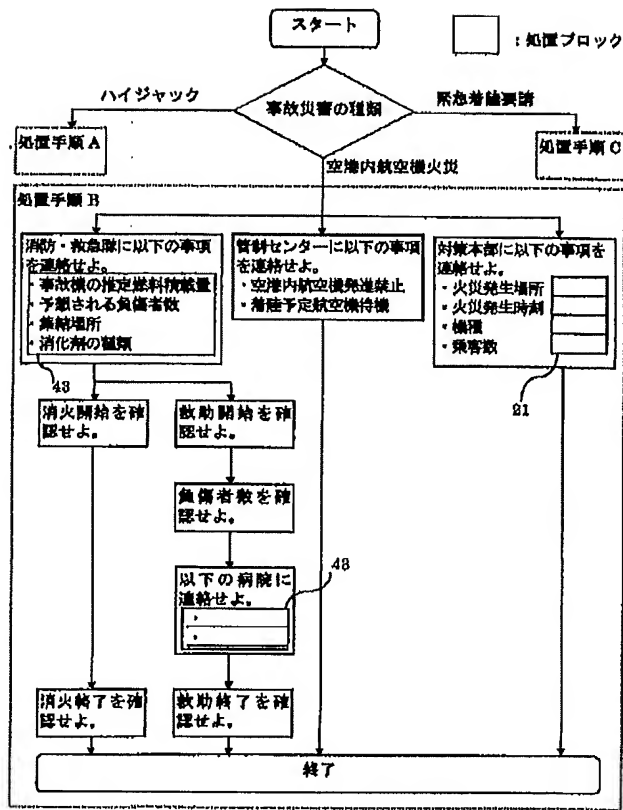 スタート
：処置ブロック
ハイジャック
事故災害の種類
緊急着陸要請
処置手順A
処置手順C
空港内航空機火災
処置手順B
消防・救急隊に以下の事項
を連絡せよ。
・事故機の推定燃料積載量
・予想される負傷者数
・集結場所
・消化剤の種類
管制センターに以下の事項
を連絡せよ。
・空港内航空機発進禁止
・着陸予定航空機待機
対策本部に以下の事項を
連絡せよ。
・火災発生場所
・火災発生時刻
・機種
・乗客数
43
21
消火開始を確
認せよ。
救助開始を確
認せよ。
負傷者数を確
認せよ。
以下の病院に
連絡せよ。
・
・
43
消火終了を確
認せよ。
救助終了を確
認せよ。
終了